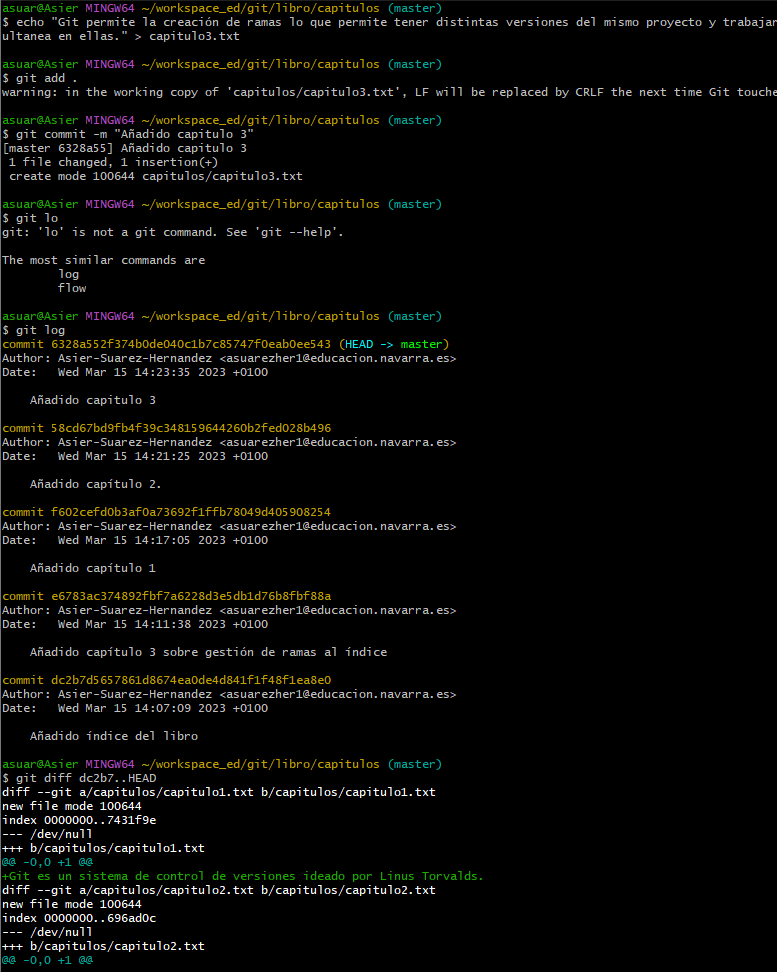 asuar@Asier MINGW64 ~/workspace_ed/git/libro/capitulos (master)
$ echo "Git permite la creación de ramas lo que permite tener distintas versiones del mismo proyecto y trabajar
ultanea en ellas." > capitulo3.txt
asuar@Asier MINGW64 ~/workspace_ed/git/libro/capitulos (master)
$ git add .
warning: in the working copy of 'capitulos/capitulo3.txt', LF will be replaced by CRLF the next time Git touche
asuar@Asier MINGW64 ~/workspace_ed/git/libro/capitulos (master)
$ git commit -m "Añadido capitulo 3"
[master 6328a55] Añadido capitulo 3
1 file changed, 1 insertion(+)
create mode 100644 capitulos/capitulo3.txt
asuar@Asier MINGW64 ~/workspace_ed/git/libro/capitulos (master)
$ git lo
git: 'lo' is not a git command. See 'git --help'.
The most similar commands are
log
flow
asuar@Asier MINGW64 ~/workspace_ed/git/libro/capitulos (master)
$ git log
commit 6328a552f374b0de040c1b7c85747f0eab0ee543 (HEAD -> master)
Author: Asier-Suarez-Hernandez <asuarezher1@educacion.navarra.es>
Date:   Wed Mar 15 14:23:35 2023 +0100
Añadido capitulo 3
commit 58cd67bd9fb4f39c348159644260b2fed028b496
Author: Asier-Suarez-Hernandez <asuarezher1@educacion.navarra.es>
Date:   Wed Mar 15 14:21:25 2023 +0100
Añadido capítulo 2.
commit f602cefd0b3af0a73692f1ffb78049d405908254
Author: Asier-Suarez-Hernandez <asuarezher1@educacion.navarra.es>
Date:   Wed Mar 15 14:17:05 2023 +0100
Añadido capítulo 1
commit e6783ac374892fbf7a6228d3e5db1d76b8fbf88a
Author: Asier-Suarez-Hernandez <asuarezher1@educacion.navarra.es>
Date:   Wed Mar 15 14:11:38 2023 +0100
Añadido capítulo 3 sobre gestión de ramas al índice
commit dc2b7d5657861d8674ea0de4d841f1f48f1ea8e0
Author: Asier-Suarez-Hernandez <asuarezher1@educacion.navarra.es>
Date:   Wed Mar 15 14:07:09 2023 +0100
Añadido índice del libro
asuar@Asier MINGW64 ~/workspace_ed/git/libro/capitulos (master)
$ git diff dc2b7..HEAD
diff --git a/capitulos/capitulo1.txt b/capitulos/capitulo1.txt
new file mode 100644
index 0000000..7431f9e
--- /dev/null
+++ b/capitulos/capitulo1.txt
@@ -0,0 +1 @@
+Git es un sistema de control de versiones ideado por Linus Torvalds.
diff --git a/capitulos/capitulo2.txt b/capitulos/capitulo2.txt
new file mode 100644
index 0000000..696ad0c
--- /dev/null
+++ b/capitulos/capitulo2.txt
@@ -0,0 +1 @@